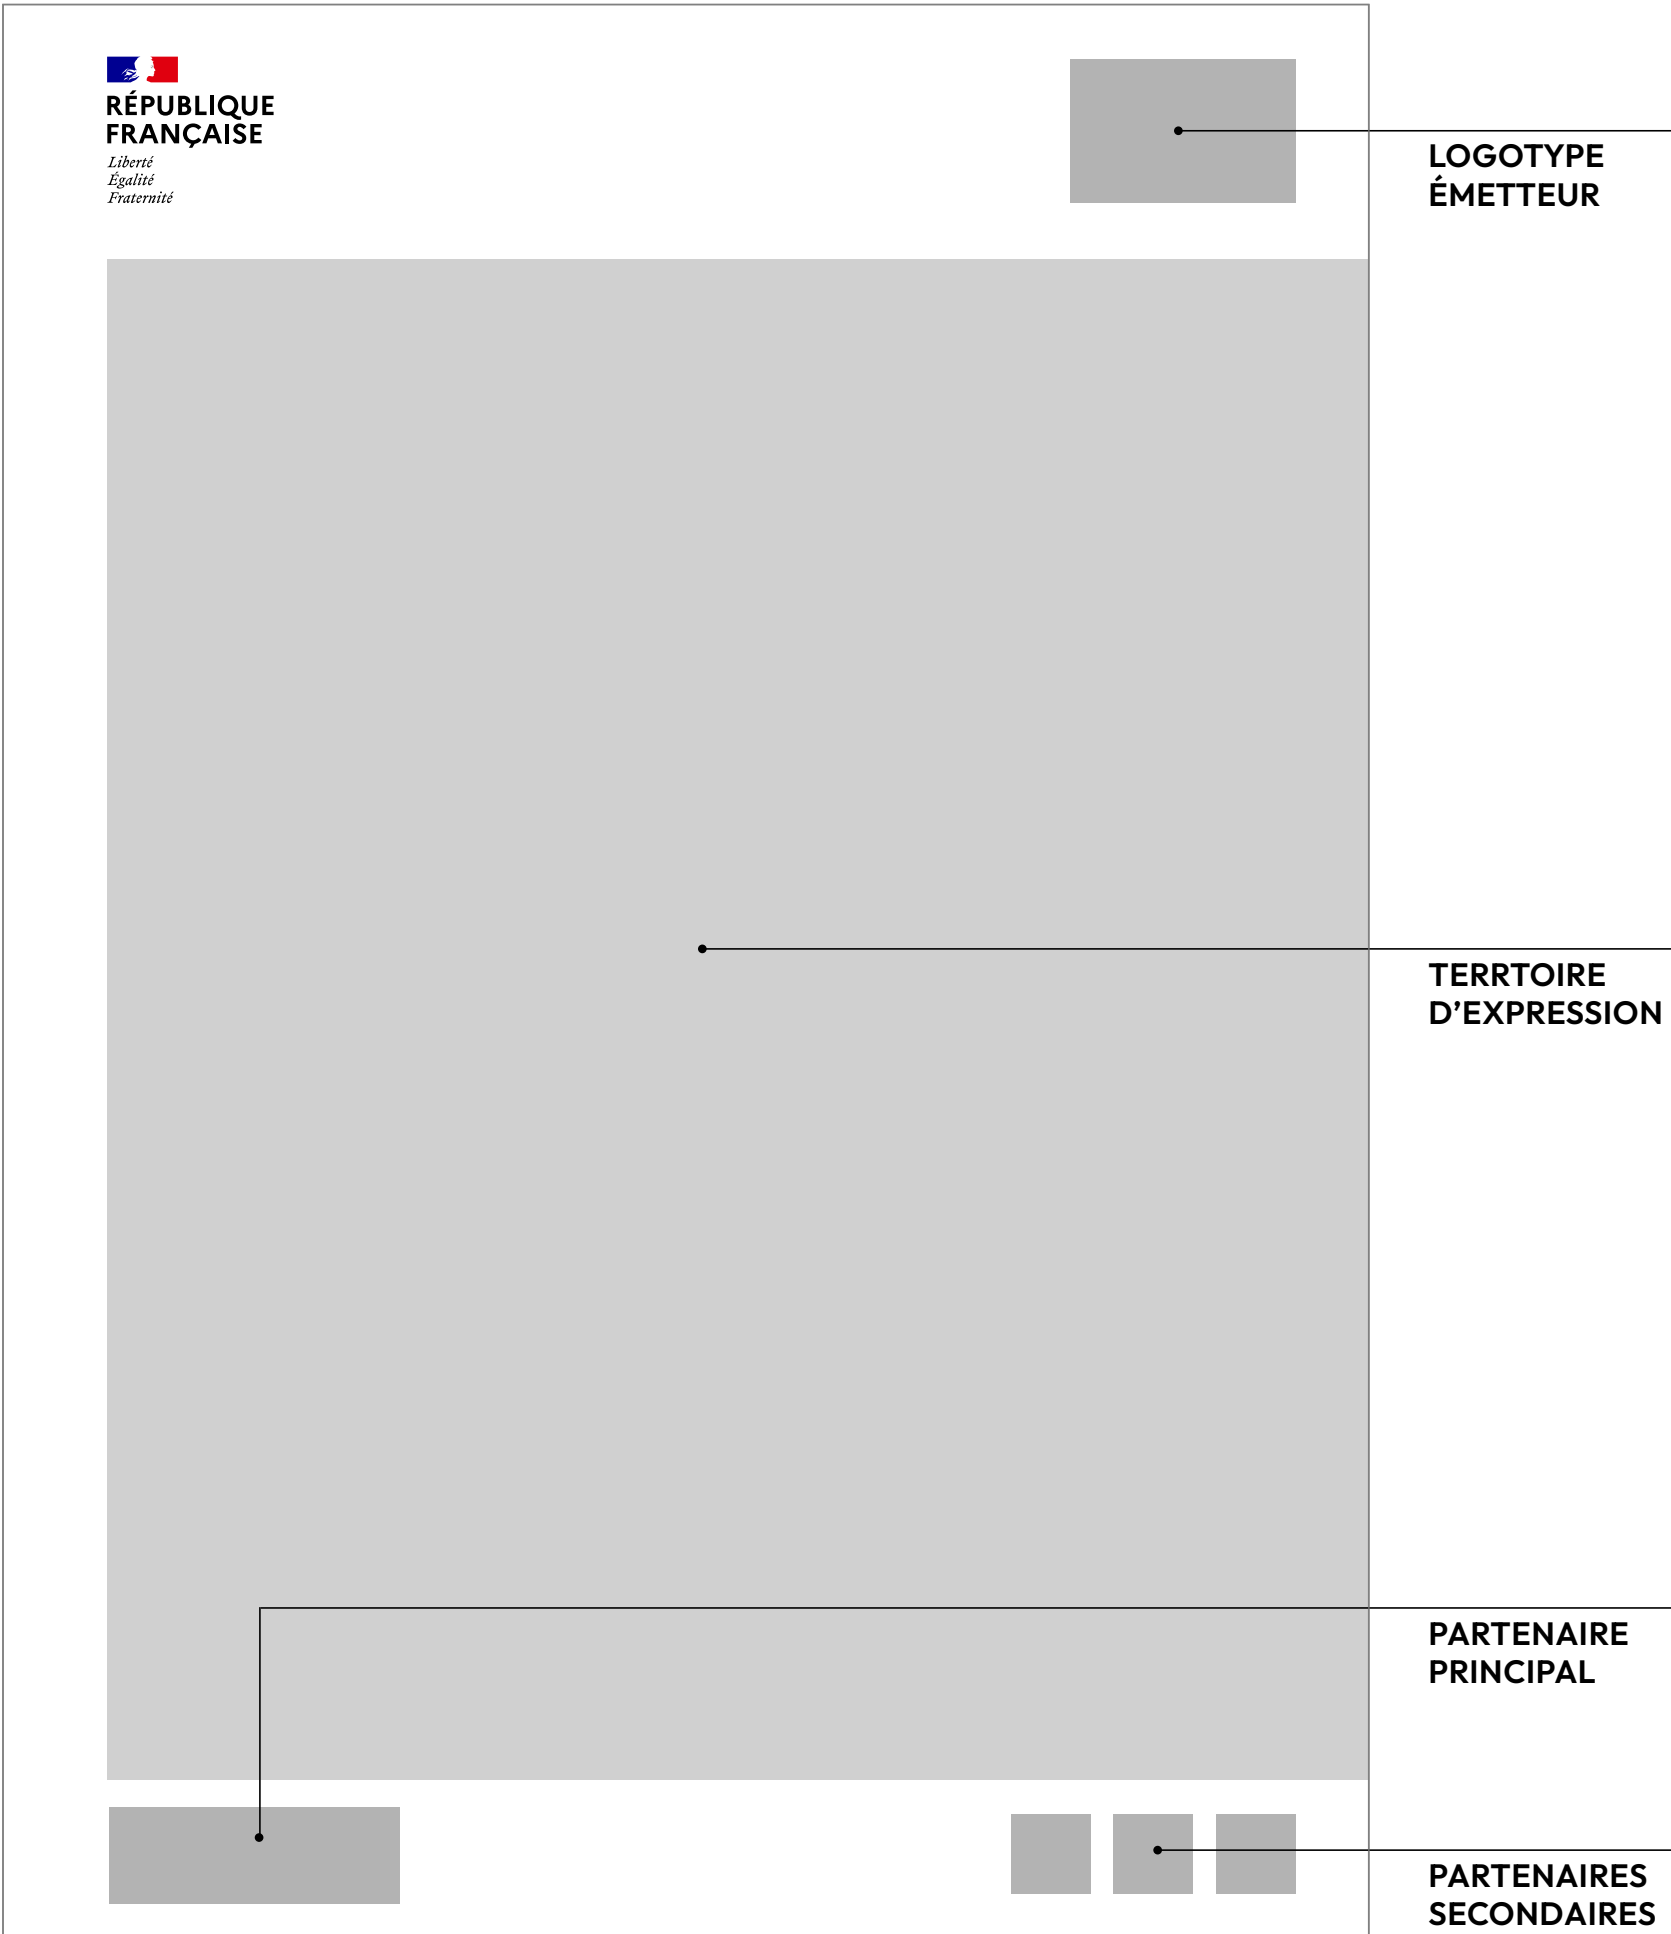 RÉPUBLIQUE
FRANÇAISE
Liberté
Égalité
Fraternité
LOGOTYPE
ÉMETTEUR
TERRTOIRE
D’EXPRESSION
PARTENAIRE
PRINCIPAL
PARTENAIRES
SECONDAIRES